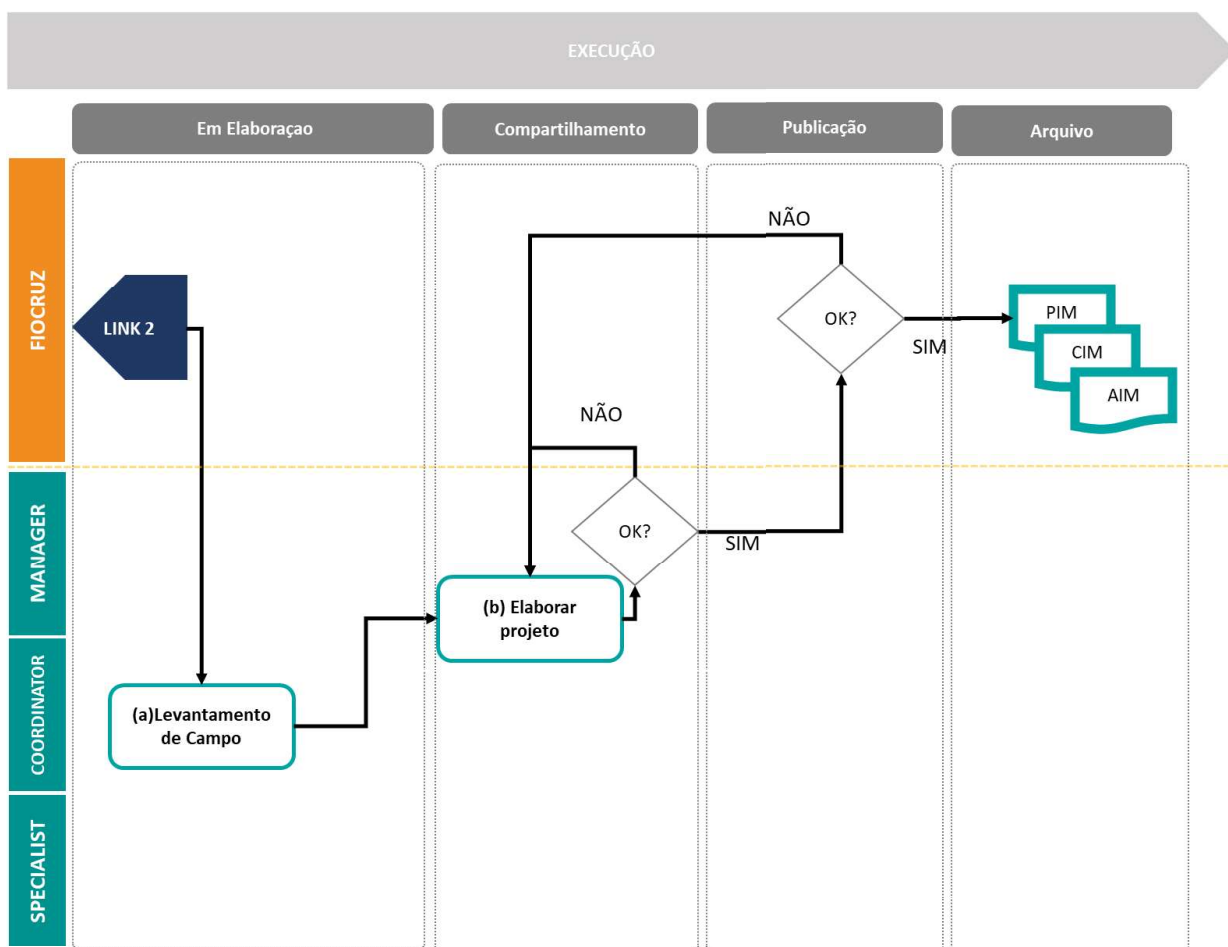 EXECUÇÃO
Em Elaboraçao
Compartilhamento
Publicação
Arquivo
FIOCRUZ
LINK 2
NÃO
OK?
SIM
PIM
CIM
AIM
NÃO
MANAGER
OK?
SIM
(b) Elaborar
projeto
COORDINATOR
(a)Levantamento
de Campo
SPECIALIST